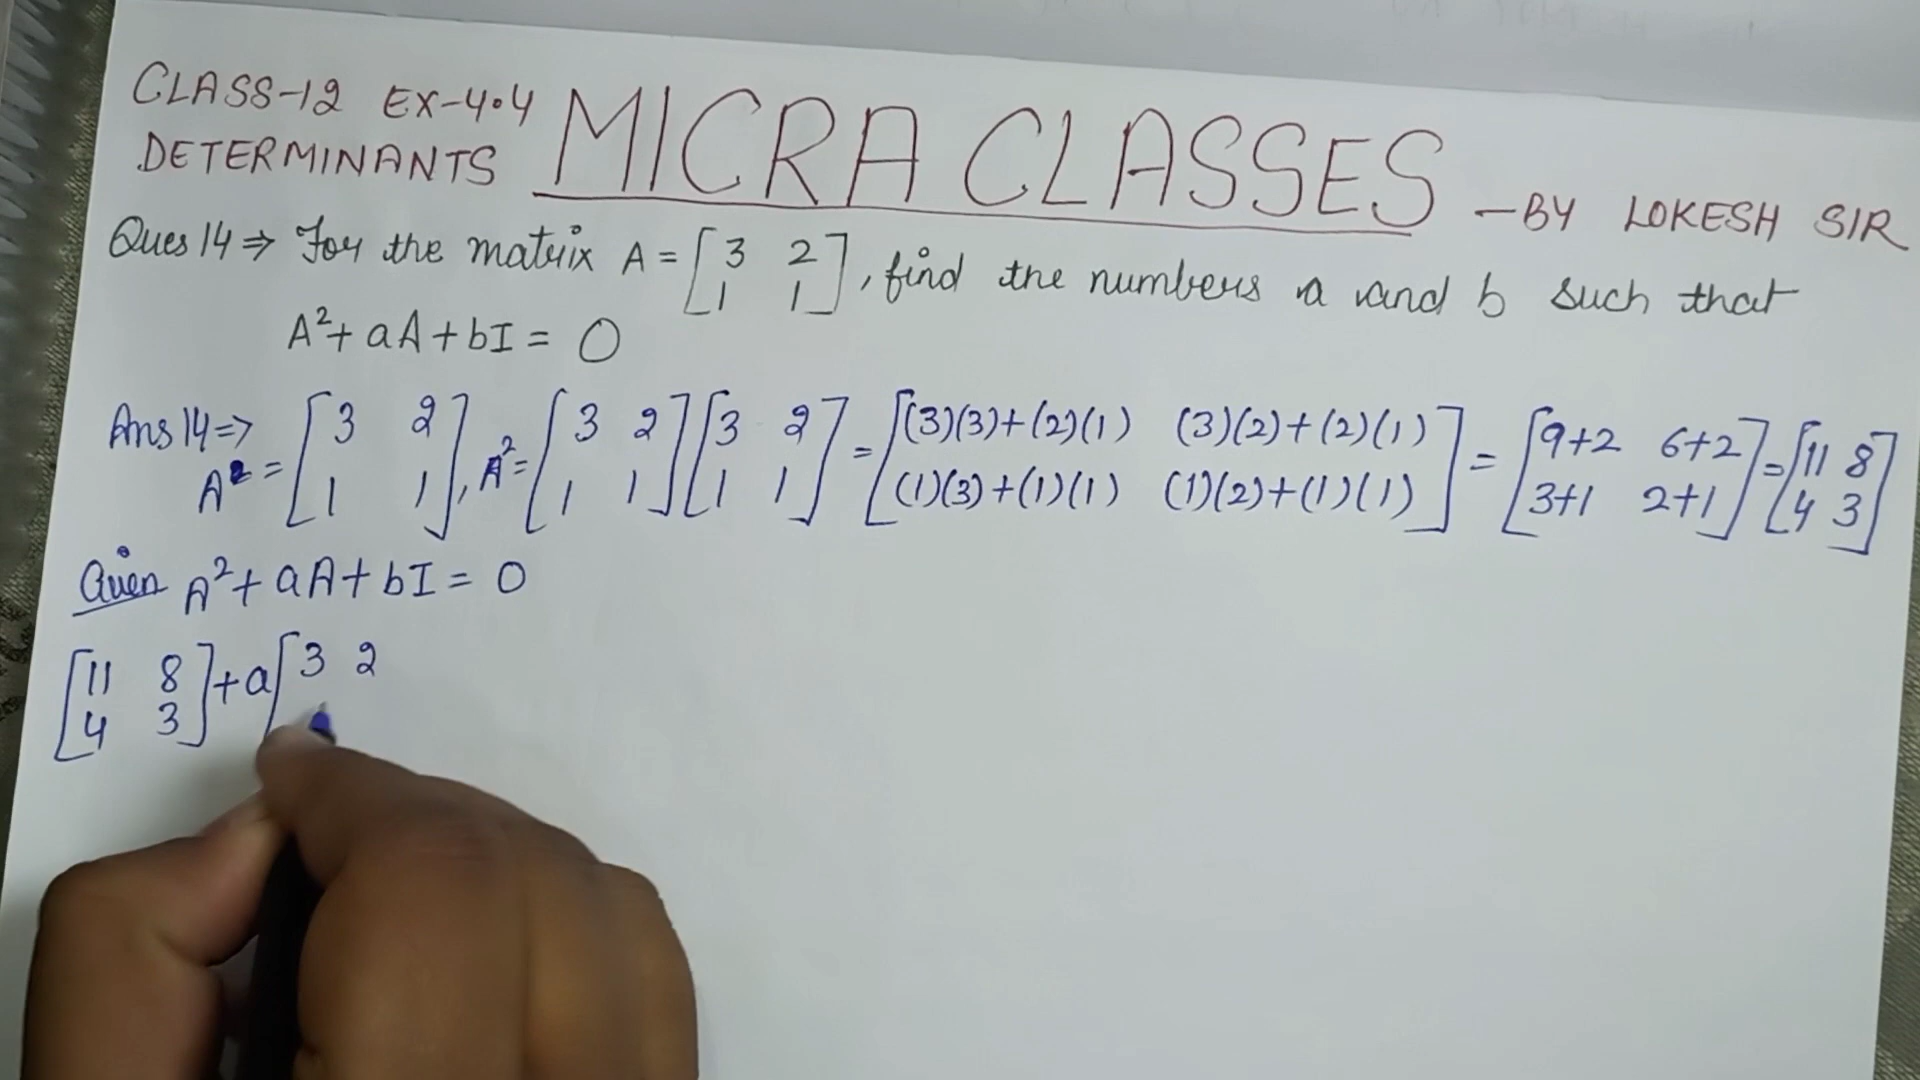 CLASS-12 EX-4.4 MICRA CLASSES -BY LOKESH SIR
DETERMINANTS
Ques 14⇒ For the matrix A = [3 2; 1 1], find the numbers a and b such that
A²+aA+bI = O
Ans 14⇒ A = [3 2; 1 1], A² = [3 2; 1 1][3 2; 1 1] = [(3)(3)+(2)(1) (3)(2)+(2)(1); (1)(3)+(1)(1) (1)(2)+(1)(1)] = [9+2 6+2; 3+1 2+1] = [11 8; 4 3]
A²+aA+bI = 0
[11 8; 4 3]+a[3 2